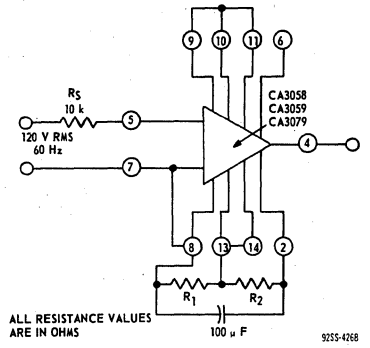 9 10 11 6
RS
10 k
CA3058
CA3059
CA3079
5
120 V RMS
60 Hz
4
7
8 13 14 2
R1 R2
ALL RESISTANCE VALUES
ARE IN OHMS
100 μ F
92SS-4268